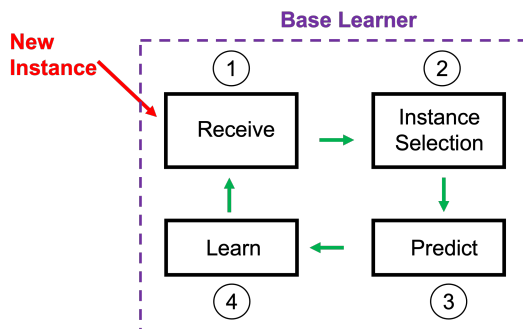 Base Learner
New
Instance
1
2
Receive
Instance
Selection
Learn
Predict
4
3